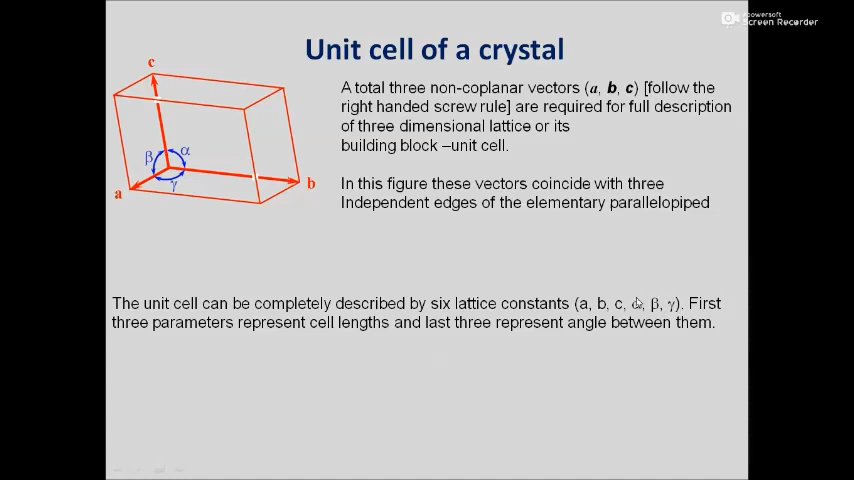 Apowersoft
Screen Recorder
Unit cell of a crystal
c
β
α
γ
a
b
A total three non-coplanar vectors (a, b, c) [follow the
right handed screw rule] are required for full description
of three dimensional lattice or its
building block –unit cell.
In this figure these vectors coincide with three
Independent edges of the elementary parallelopiped
The unit cell can be completely described by six lattice constants (a, b, c, α, β, γ). First
three parameters represent cell lengths and last three represent angle between them.